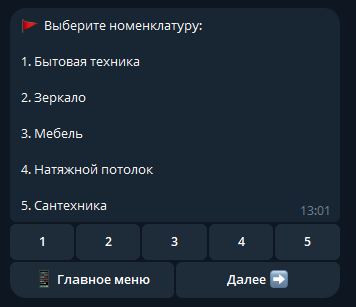 🚩 Выберите номенклатуру:
1. Бытовая техника
2. Зеркало
3. Мебель
4. Натяжной потолок
5. Сантехника
13:01
1 2 3 4 5
📱 Главное меню Далее ➡️